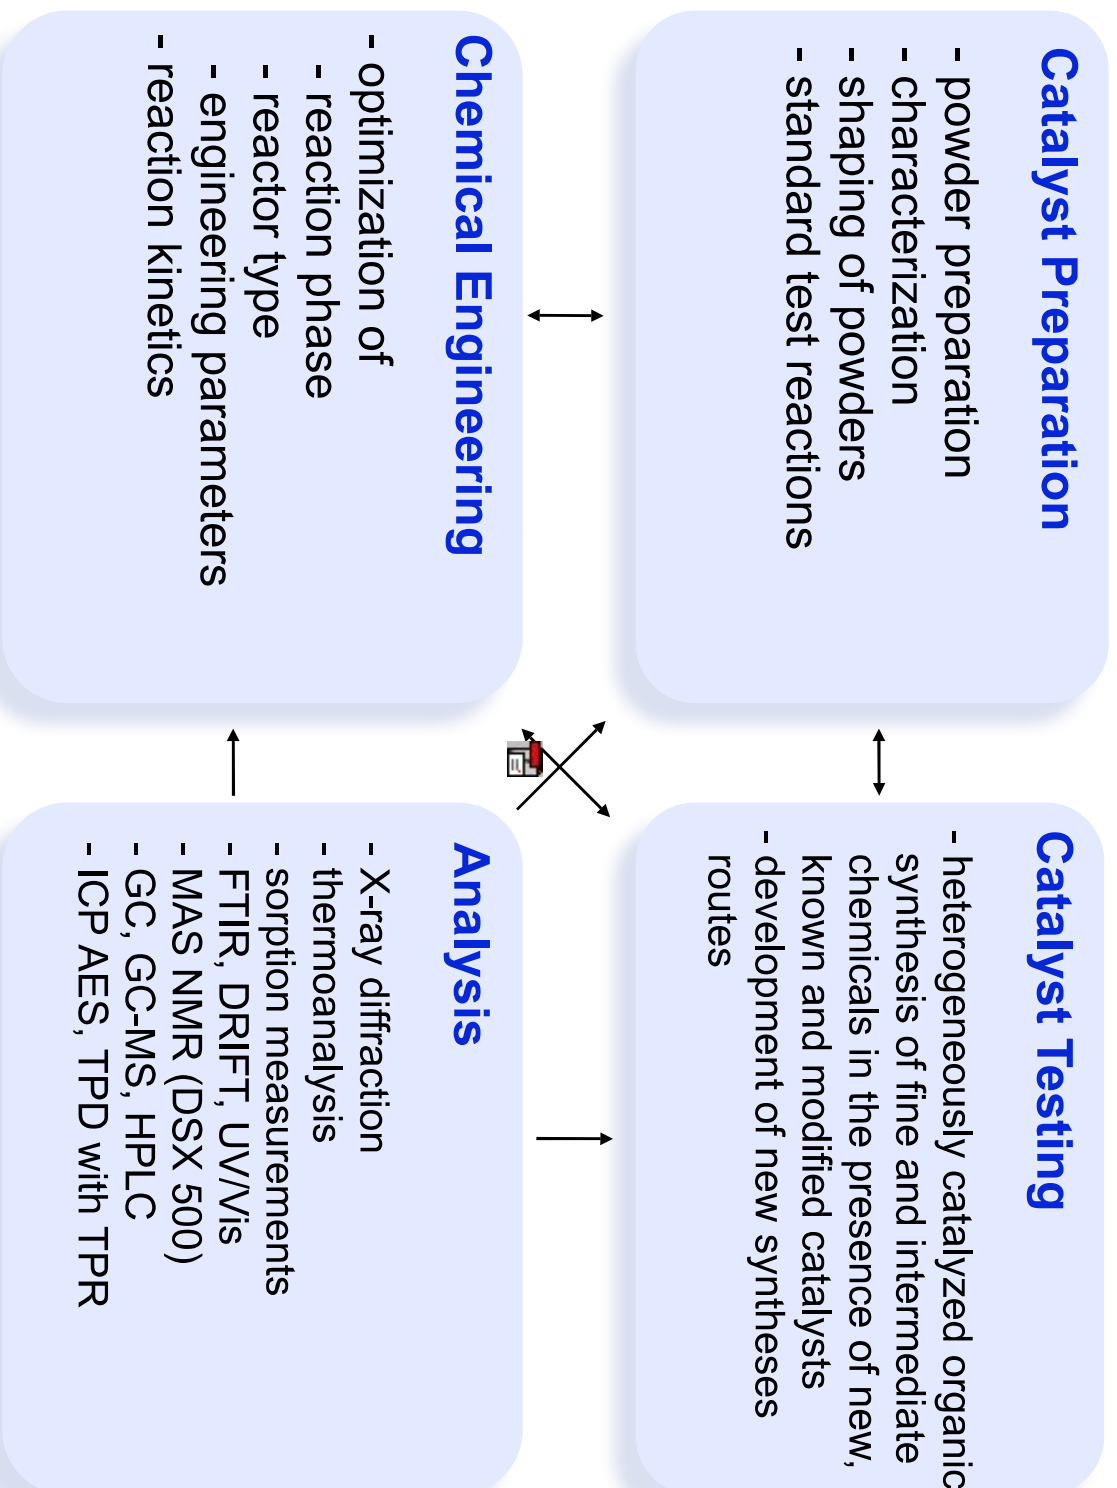 Catalyst Preparation
- powder preparation
- characterization
- shaping of powders
- standard test reactions
Catalyst Testing
- heterogeneously catalyzed organic
synthesis of fine and intermediate
chemicals in the presence of new,
known and modified catalysts
- development of new syntheses
routes
Chemical Engineering
- optimization of
- reaction phase
- reactor type
- engineering parameters
- reaction kinetics
Analysis
- X-ray diffraction
- thermoanalysis
- sorption measurements
- FTIR, DRIFT, UV/Vis
- MAS NMR (DSX 500)
- GC, GC-MS, HPLC
- ICP AES, TPD with TPR